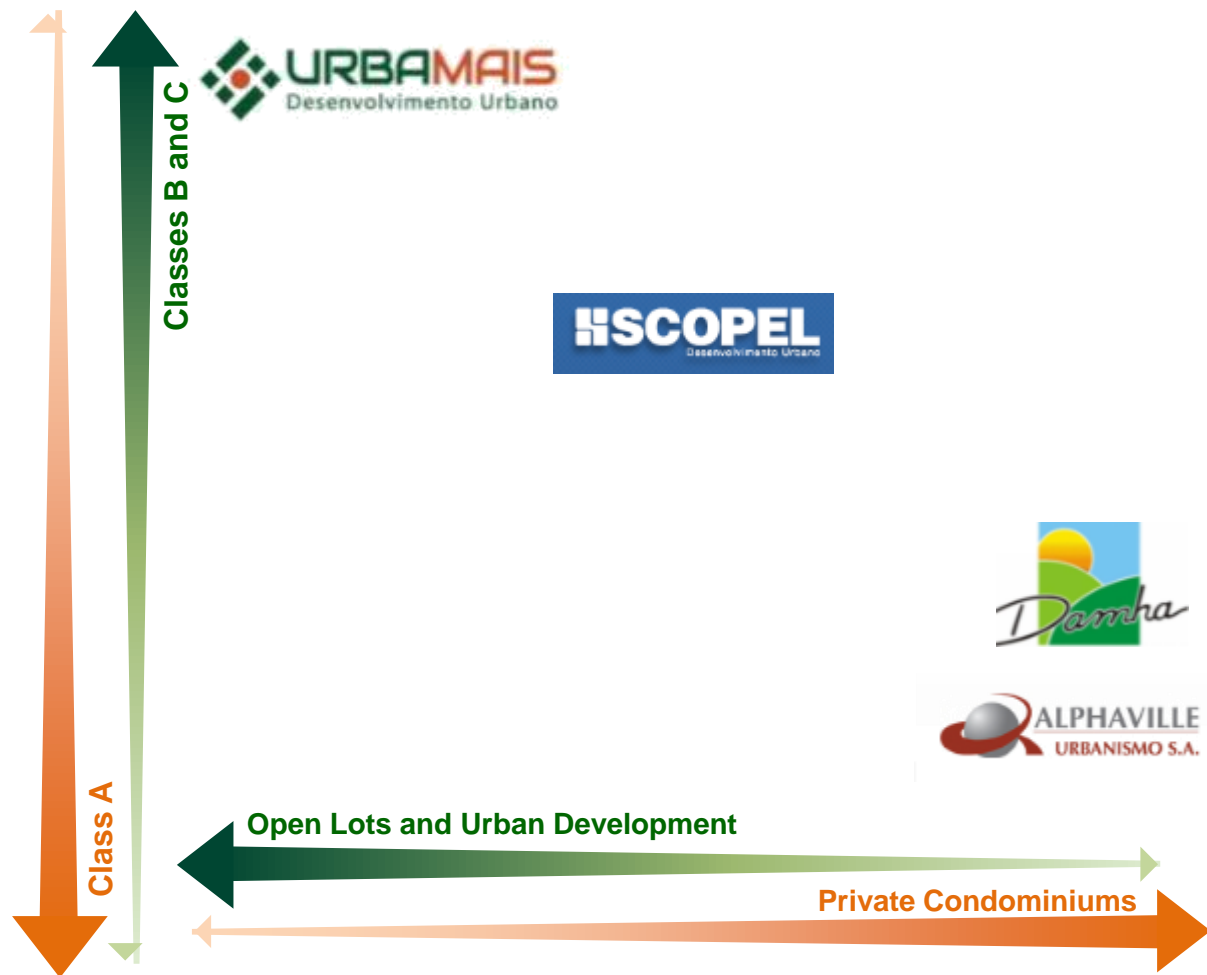 URBAMAIS
Desenvolvimento Urbano
Classes B and C
SCOPEL
Desenvolvimento Urbano
Damha
ALPHAVILLE
URBANISMO S.A.
Class A
Open Lots and Urban Development
Private Condominiums